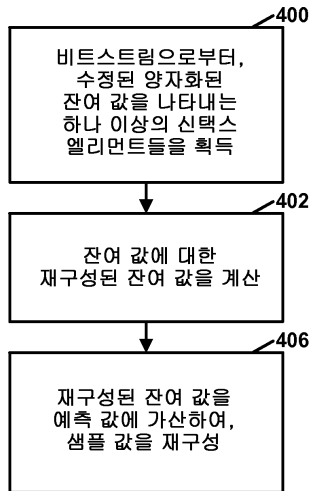 400
비트스트림으로부터,
수정된 양자화된
잔여 값을 나타내는
하나 이상의 신택스
엘리먼트들을 획득
402
잔여 값에 대한
재구성된 잔여 값을 계산
406
재구성된 잔여 값을
예측 값에 가산하여,
샘플 값을 재구성